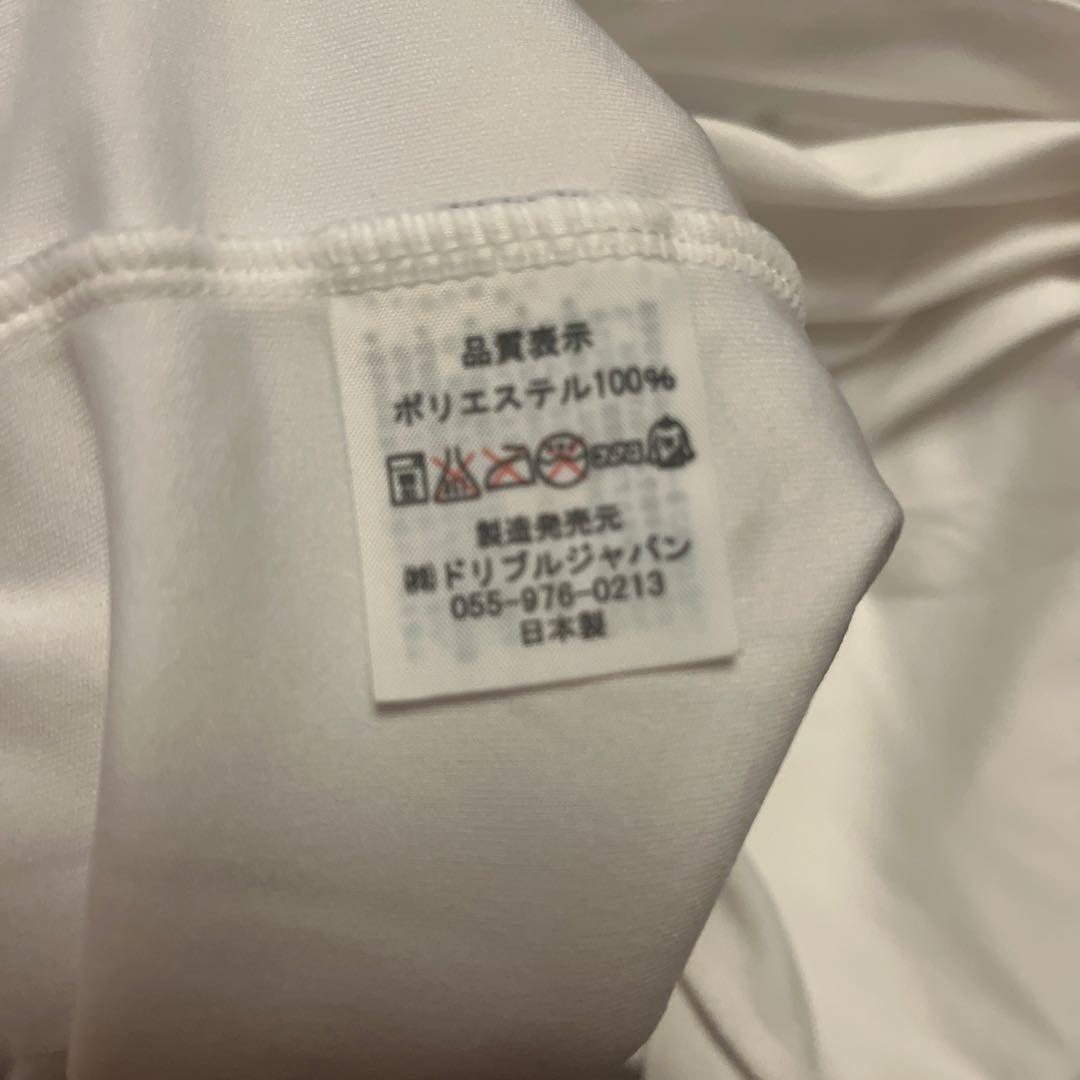 品質表示
ポリエステル100%
製造発売元
㈱ドリブルジャパン
055-976-0213
日本製